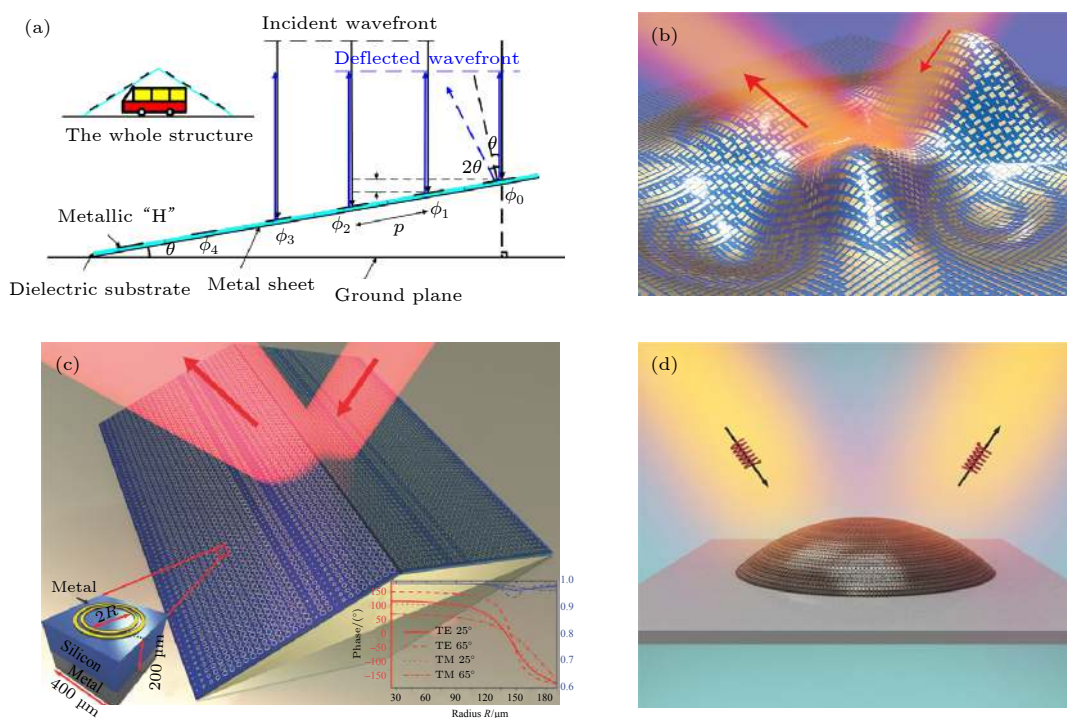 (a)
Incident wavefront
Deflected wavefront
The whole structure
θ
2θ
ϕ0
ϕ1
ϕ2
p
ϕ3
ϕ4
Metallic “H”
θ
Dielectric substrate
Metal sheet
Ground plane
(b)
(c)
Metal
2R
Silicon
Metal
200 µm
400 µm
Phase/(°)
150
100
50
0
−50
−100
−150
TE 25°
TE 65°
TM 25°
TM 65°
1.0
0.9
0.8
0.7
0.6
30 60 90 120 150 180
Radius R/µm
(d)